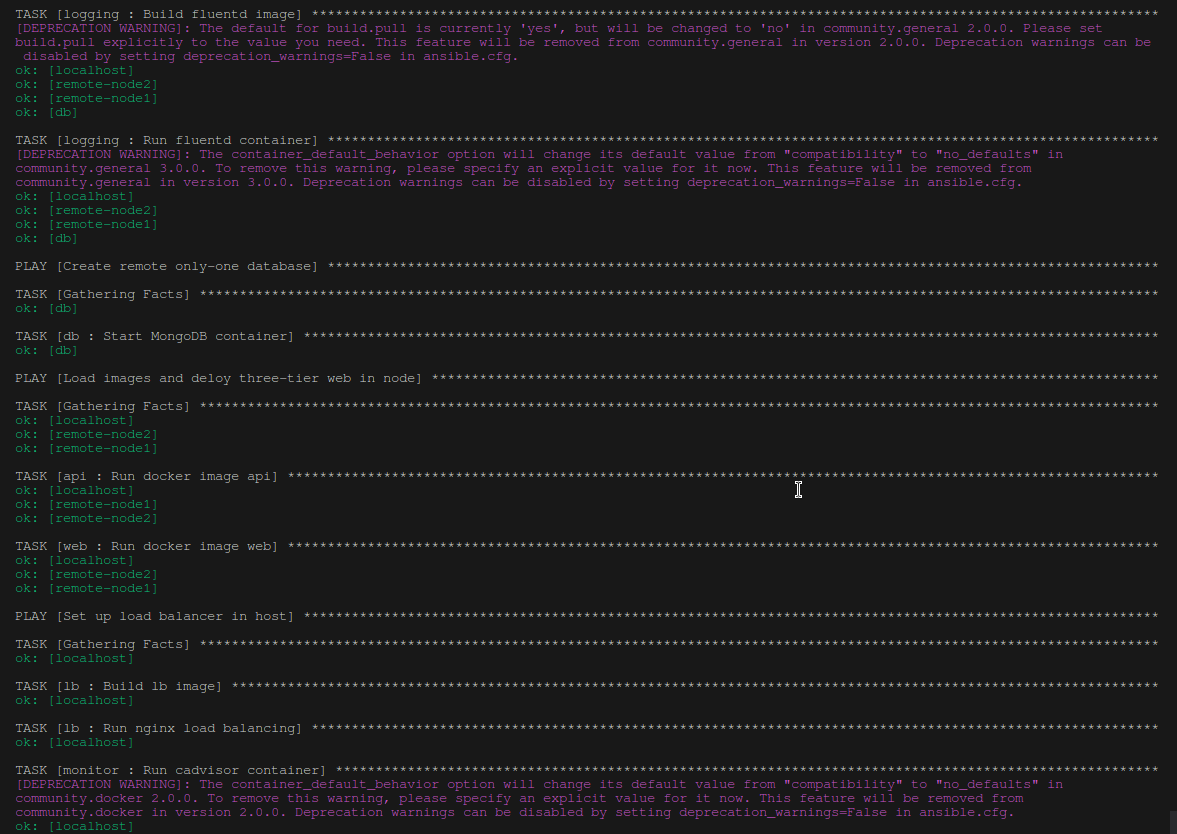 TASK [logging : Build fluentd image] **********************************************************************************************************
[DEPRECATION WARNING]: The default for build.pull is currently 'yes', but will be changed to 'no' in community.general 2.0.0. Please set
build.pull explicitly to the value you need. This feature will be removed from community.general in version 2.0.0. Deprecation warnings can be
 disabled by setting deprecation_warnings=False in ansible.cfg.
ok: [localhost]
ok: [remote-node2]
ok: [remote-node1]
ok: [db]
TASK [logging : Run fluentd container] ********************************************************************************************************
[DEPRECATION WARNING]: The container_default_behavior option will change its default value from "compatibility" to "no_defaults" in
community.general 3.0.0. To remove this warning, please specify an explicit value for it now. This feature will be removed from
community.general in version 3.0.0. Deprecation warnings can be disabled by setting deprecation_warnings=False in ansible.cfg.
ok: [localhost]
ok: [remote-node2]
ok: [remote-node1]
ok: [db]
PLAY [Create remote only-one database] ********************************************************************************************************
TASK [Gathering Facts] ************************************************************************************************************************
ok: [db]
TASK [db : Start MongoDB container] ***********************************************************************************************************
ok: [db]
PLAY [Load images and deloy three-tier web in node] *******************************************************************************************
TASK [Gathering Facts] ************************************************************************************************************************
ok: [localhost]
ok: [remote-node2]
ok: [remote-node1]
TASK [api : Run docker image api] *************************************************************************************************************
ok: [localhost]
ok: [remote-node1]
ok: [remote-node2]
TASK [web : Run docker image web] *************************************************************************************************************
ok: [localhost]
ok: [remote-node2]
ok: [remote-node1]
PLAY [Set up load balancer in host] ***********************************************************************************************************
TASK [Gathering Facts] ************************************************************************************************************************
ok: [localhost]
TASK [lb : Build lb image] ********************************************************************************************************************
ok: [localhost]
TASK [lb : Run nginx load balancing] **********************************************************************************************************
ok: [localhost]
TASK [monitor : Run cadvisor container] *******************************************************************************************************
[DEPRECATION WARNING]: The container_default_behavior option will change its default value from "compatibility" to "no_defaults" in
community.docker 2.0.0. To remove this warning, please specify an explicit value for it now. This feature will be removed from
community.docker in version 2.0.0. Deprecation warnings can be disabled by setting deprecation_warnings=False in ansible.cfg.
ok: [localhost]